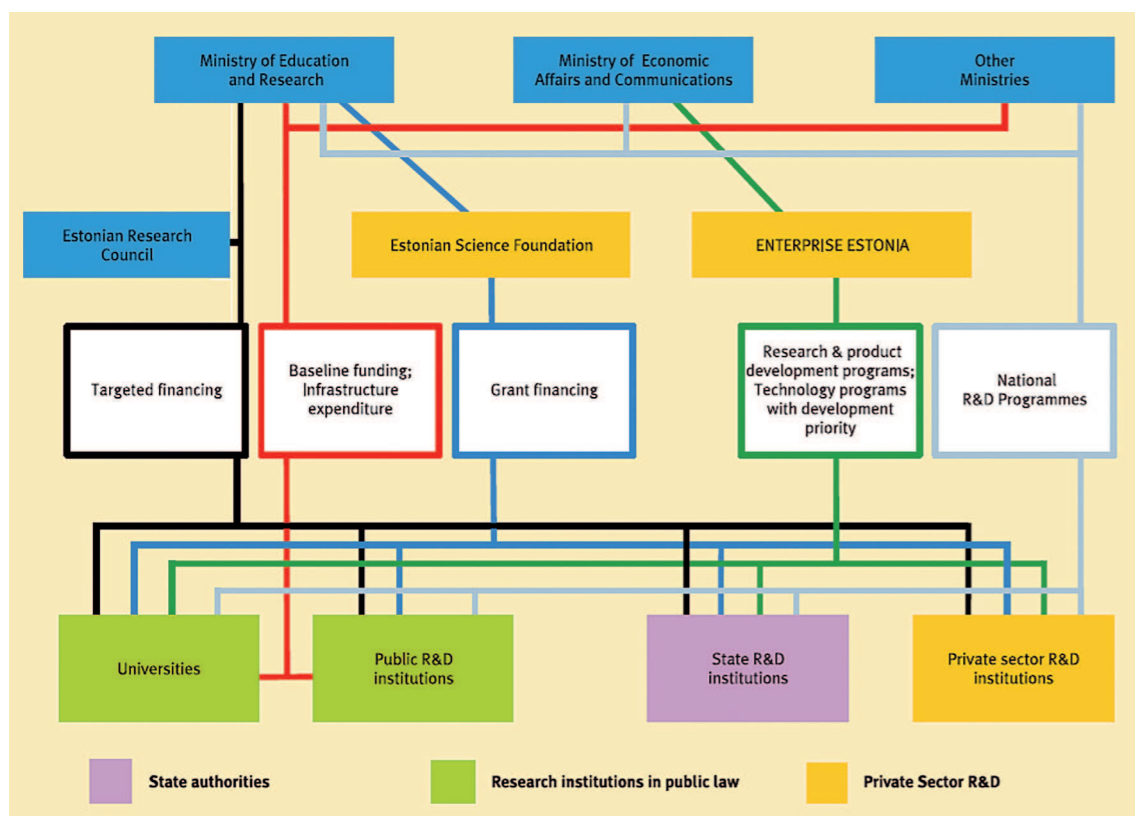 Ministry of Education
and Research
Ministry of Economic
Affairs and Communications
Other
Ministries
Estonian Research
Council
Estonian Science Foundation
ENTERPRISE ESTONIA
Targeted financing
Baseline funding;
Infrastructure
expenditure
Grant financing
Research & product
development programs;
Technology programs
with development
priority
National
R&D Programmes
Universities
Public R&D
institutions
State R&D
institutions
Private sector R&D
institutions
State authorities
Research institutions in public law
Private Sector R&D